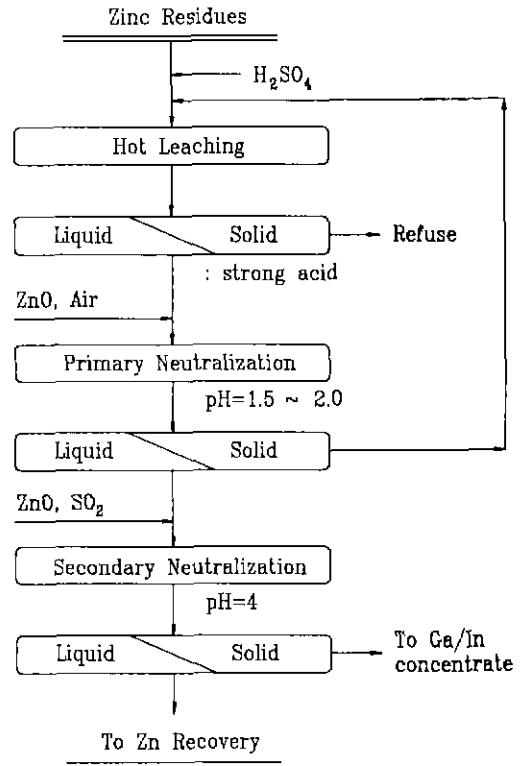 Zinc Residues
H₂SO₄
Hot Leaching
Liquid Solid Refuse
: strong acid
ZnO, Air
Primary Neutralization
pH=1.5 ~ 2.0
Liquid Solid
ZnO, SO₂
Secondary Neutralization
pH=4
Liquid Solid
To Ga/In
concentrate
To Zn Recovery